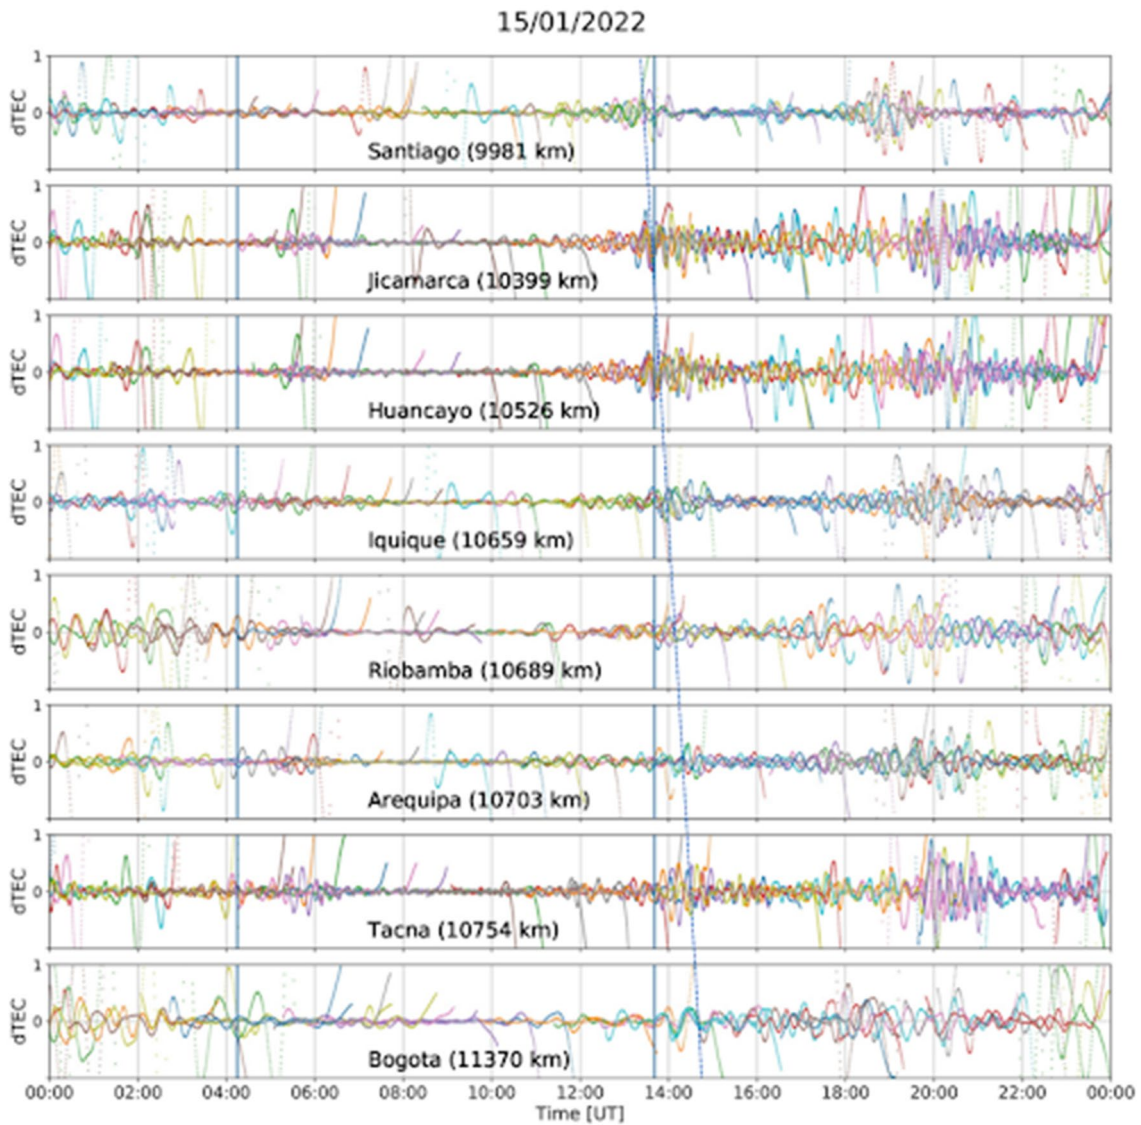 15/01/2022
1
dTEC
0
Santiago (9981 km)
1
dTEC
0
Jicamarca (10399 km)
1
dTEC
0
Huancayo (10526 km)
1
dTEC
0
Iquique (10659 km)
1
dTEC
0
Riobamba (10689 km)
1
dTEC
0
Arequipa (10703 km)
1
dTEC
0
Tacna (10754 km)
1
dTEC
0
Bogota (11370 km)
00:00 02:00 04:00 06:00 08:00 10:00 12:00 14:00 16:00 18:00 20:00 22:00 00:00
Time [UT]